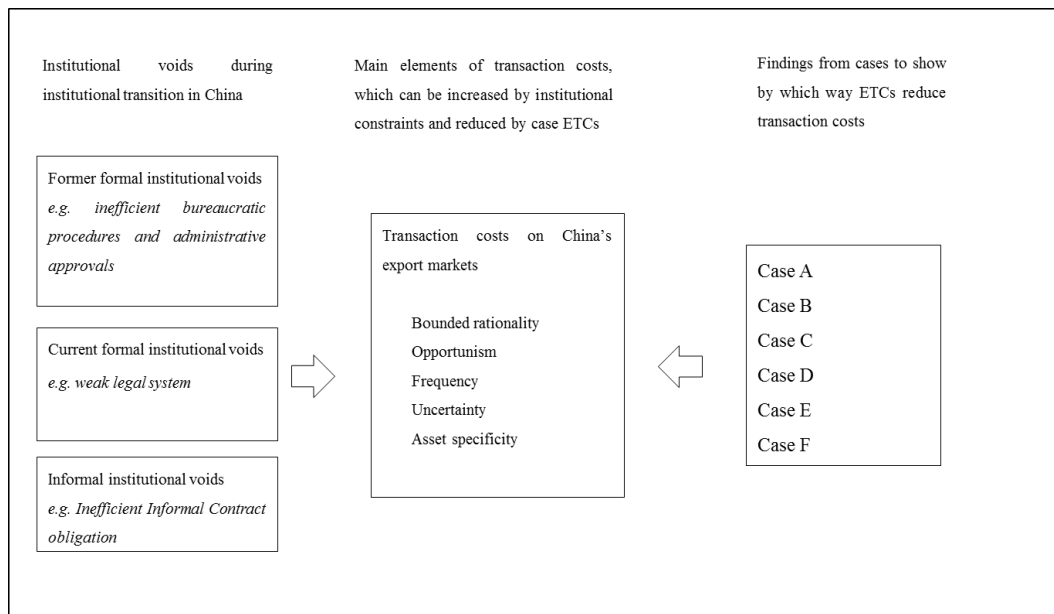 Institutional voids during
institutional transition in China
Main elements of transaction costs,
which can be increased by institutional
constraints and reduced by case ETCs
Findings from cases to show
by which way ETCs reduce
transaction costs
Former formal institutional voids
e.g. inefficient bureaucratic
procedures and administrative
approvals
Current formal institutional voids
e.g. weak legal system
Informal institutional voids
e.g. Inefficient Informal Contract
obligation
Transaction costs on China's
export markets
Bounded rationality
Opportunism
Frequency
Uncertainty
Asset specificity
Case A
Case B
Case C
Case D
Case E
Case F